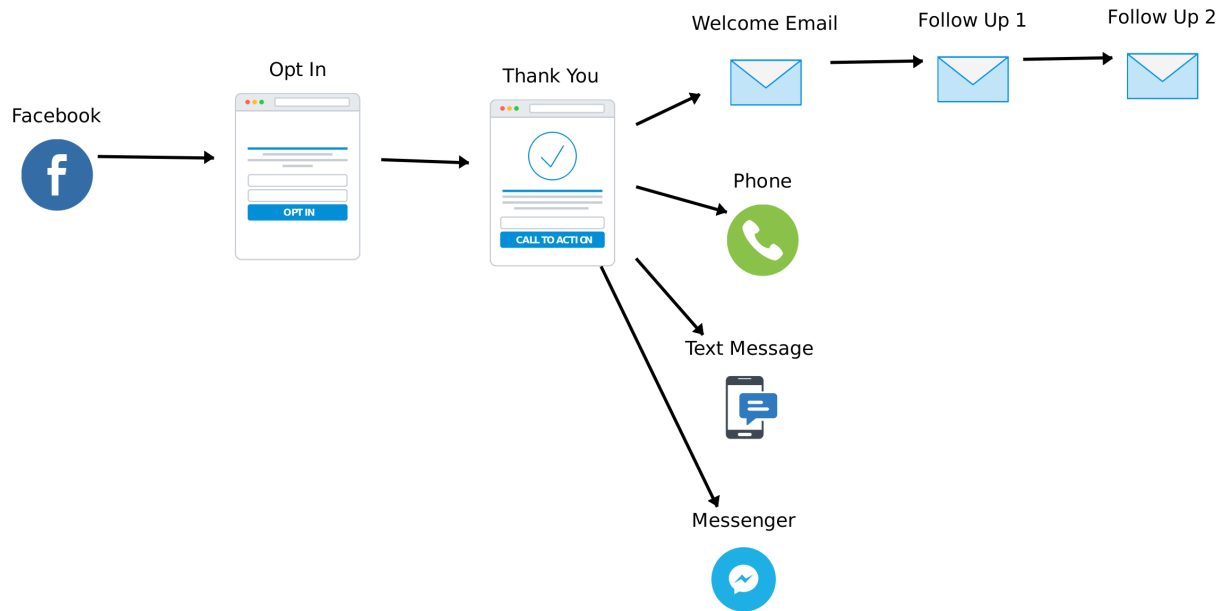 Facebook
Opt In
OPT IN
Thank You
CALL TO ACTION
Welcome Email
Follow Up 1
Follow Up 2
Phone
Text Message
Messenger